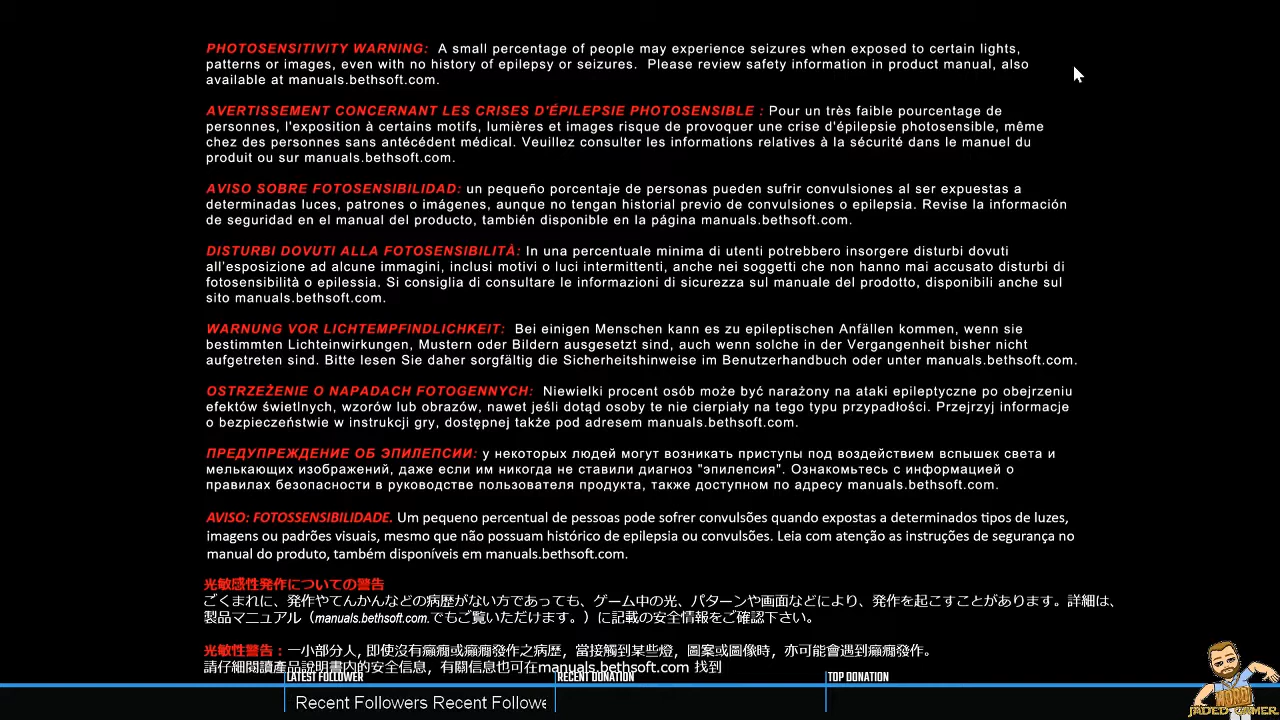 PHOTOSENSITIVITY WARNING: A small percentage of people may experience seizures when exposed to certain lights,
patterns or images, even with no history of epilepsy or seizures. Please review safety information in product manual, also
available at manuals.bethsoft.com.
AVERTISSEMENT CONCERNANT LES CRISES D'ÉPILEPSIE PHOTOSENSIBLE : Pour un très faible pourcentage de
personnes, l'exposition à certains motifs, lumières et images risque de provoquer une crise d'épilepsie photosensible, même
chez des personnes sans antécédent médical. Veuillez consulter les informations relatives à la sécurité dans le manuel du
produit ou sur manuals.bethsoft.com.
AVISO SOBRE FOTOSENSIBILIDAD: un pequeño porcentaje de personas pueden sufrir convulsiones al ser expuestas a
determinadas luces, patrones o imágenes, aunque no tengan historial previo de convulsiones o epilepsia. Revise la información
de seguridad en el manual del producto, también disponible en la página manuals.bethsoft.com.
DISTURBI DOVUTI ALLA FOTOSENSIBILITÀ: In una percentuale minima di utenti potrebbero insorgere disturbi dovuti
all'esposizione ad alcune immagini, inclusi motivi o luci intermittenti, anche nei soggetti che non hanno mai accusato disturbi di
fotosensibilità o epilessia. Si consiglia di consultare le informazioni di sicurezza sul manuale del prodotto, disponibili anche sul
sito manuals.bethsoft.com.
WARNUNG VOR LICHTEMPFINDLICHKEIT: Bei einigen Menschen kann es zu epileptischen Anfällen kommen, wenn sie
bestimmten Lichteinwirkungen, Mustern oder Bildern ausgesetzt sind, auch wenn solche in der Vergangenheit bisher nicht
aufgetreten sind. Bitte lesen Sie daher sorgfältig die Sicherheitshinweise im Benutzerhandbuch oder unter manuals.bethsoft.com.
OSTRZEŻENIE O NAPADACH FOTOGENNYCH: Niewielki procent osób może być narażony na ataki epileptyczne po obejrzeniu
efektów świetlnych, wzorów lub obrazów, nawet jeśli dotąd osoby te nie cierpiały na tego typu przypadłości. Przejrzyj informacje
o bezpieczeństwie w instrukcji gry, dostępnej także pod adresem manuals.bethsoft.com.
ПРЕДУПРЕЖДЕНИЕ ОБ ЭПИЛЕПСИИ: у некоторых людей могут возникать приступы под воздействием вспышек света и
мелькающих изображений, даже если им никогда не ставили диагноз "эпилепсия". Ознакомьтесь с информацией о
правилах безопасности в руководстве пользователя продукта, также доступном по адресу manuals.bethsoft.com.
AVISO: FOTOSSENSIBILIDADE. Um pequeno percentual de pessoas pode sofrer convulsões quando expostas a determinados tipos de luzes,
imagens ou padrões visuais, mesmo que não possuam histórico de epilepsia ou convulsões. Leia com atenção as instruções de segurança no
manual do produto, também disponíveis em manuals.bethsoft.com.
光敏感性発作についての警告
ごくまれに、発作やてんかんなどの病歴がない方であっても、ゲーム中の光、パターンや画面などにより、発作を起こすことがあります。詳細は、
製品マニュアル（manuals.bethsoft.com.でもご覧いただけます。）に記載の安全情報をご確認下さい。
光敏性警告：一小部分人, 即使沒有癲癇或癲癇發作之病歷，當接觸到某些燈，圖案或圖像時，亦可能會遇到癲癇發作。
請仔細閱讀產品說明書内的安全信息，有關信息也可在manuals.bethsoft.com 找到
LATEST FOLLOWER
RECENT DONATION
TOP DONATION
Recent Followers Recent Followe
WORD!
JADED GAMER